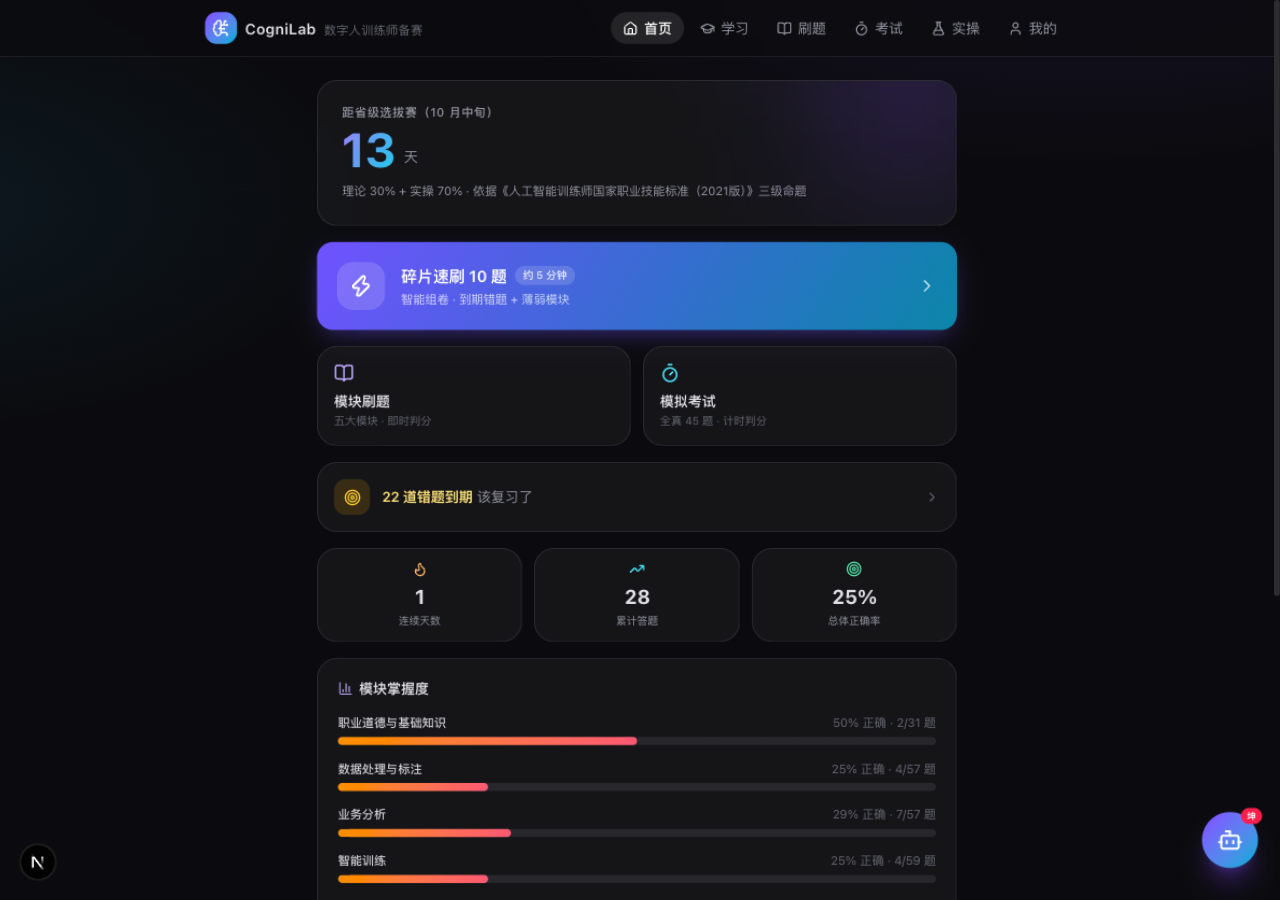 CogniLab 数字人训练师备赛
首页 学习 刷题 考试 实操 我的
距省级选拔赛（10 月中旬）
13 天
理论 30% + 实操 70% · 依据《人工智能训练师国家职业技能标准（2021版）》三级命题
碎片速刷 10 题 约 5 分钟
智能组卷 · 到期错题 + 薄弱模块
模块刷题
五大模块 · 即时判分
模拟考试
全真 45 题 · 计时判分
22 道错题到期 该复习了
1
连续天数
28
累计答题
25%
总体正确率
模块掌握度
职业道德与基础知识 50% 正确 · 2/31 题
数据处理与标注 25% 正确 · 4/57 题
业务分析 29% 正确 · 7/57 题
智能训练 25% 正确 · 4/59 题
N
坤